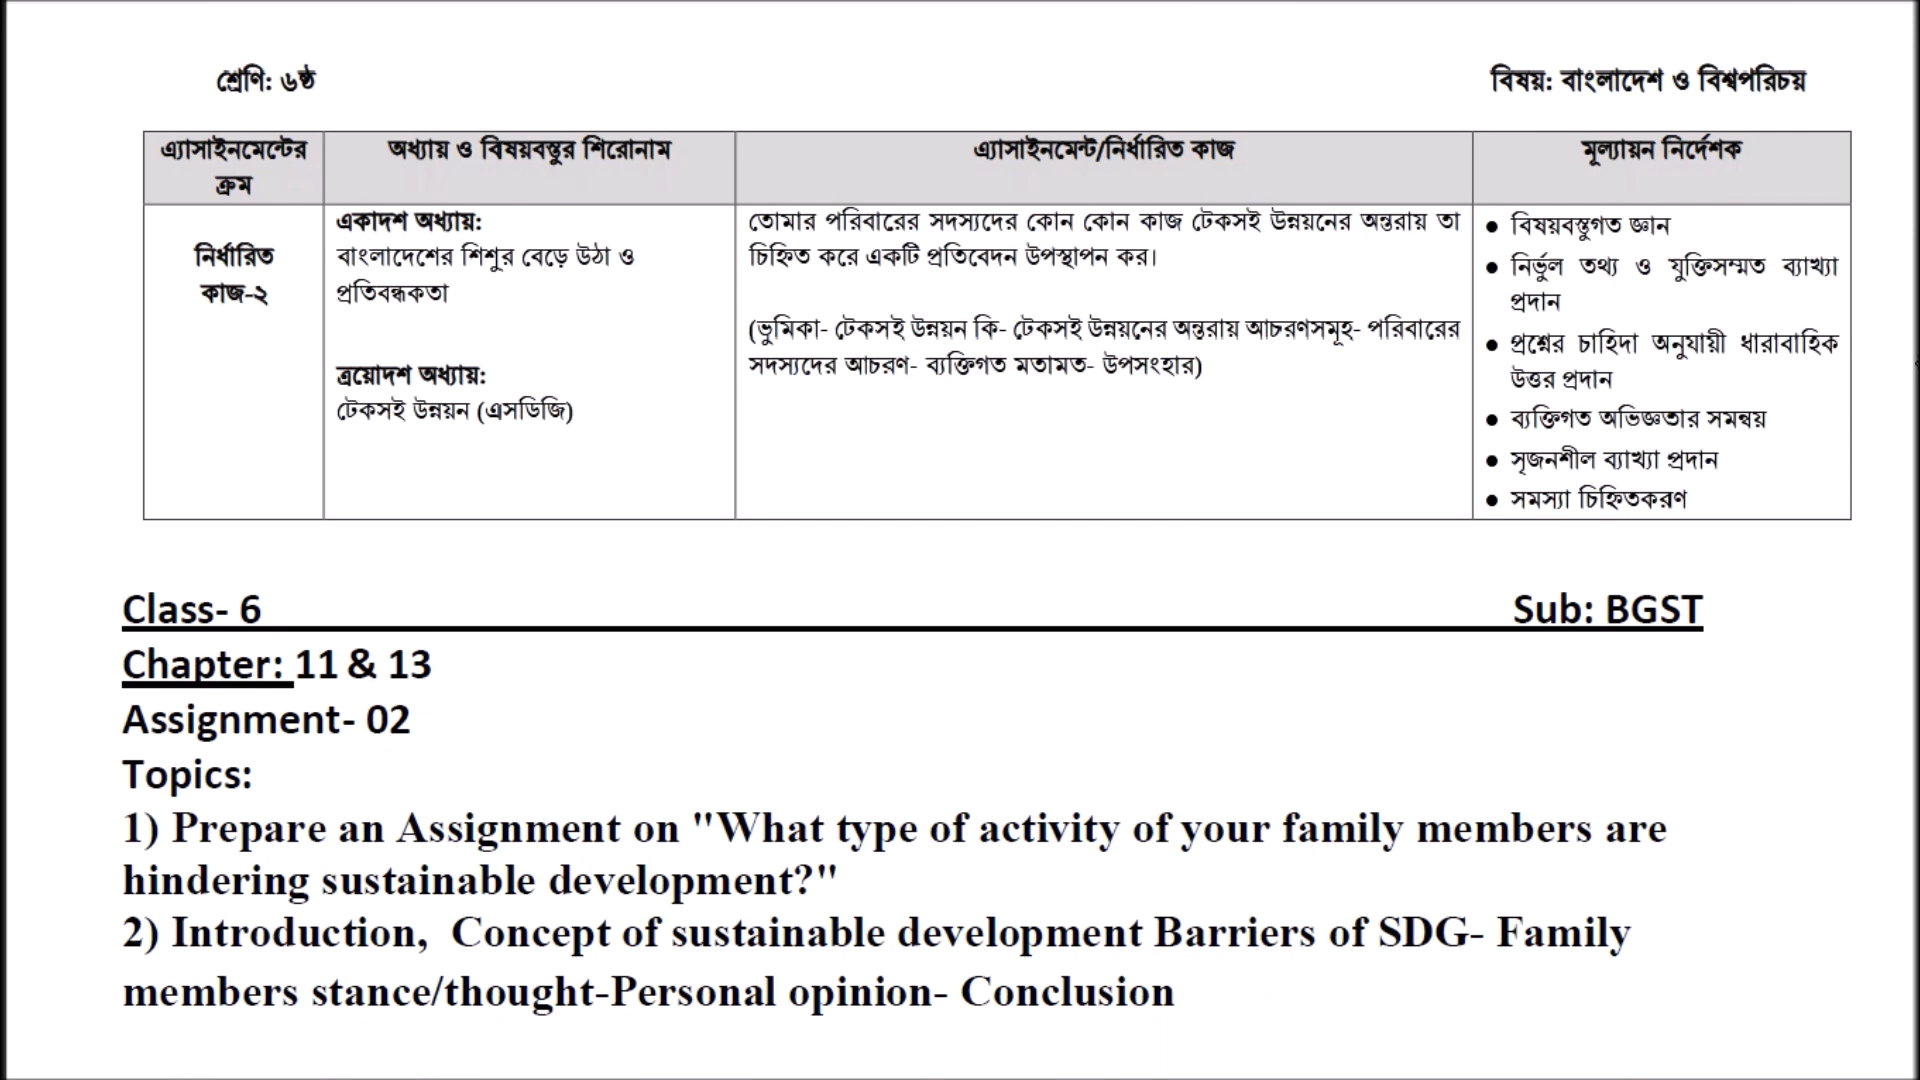 শ্রেণি: ৬ষ্ঠ
বিষয়: বাংলাদেশ ও বিশ্বপরিচয়
এ্যাসাইনমেন্টের
ক্রম
অধ্যায় ও বিষয়বস্তুর শিরোনাম
এ্যাসাইনমেন্ট/নির্ধারিত কাজ
মূল্যায়ন নির্দেশক
নির্ধারিত
কাজ-২
একাদশ অধ্যায়:
বাংলাদেশের শিশুর বেড়ে উঠা ও
প্রতিবন্ধকতা
ত্রয়োদশ অধ্যায়:
টেকসই উন্নয়ন (এসডিজি)
তোমার পরিবারের সদস্যদের কোন কোন কাজ টেকসই উন্নয়নের অন্তরায় তা
চিহ্নিত করে একটি প্রতিবেদন উপস্থাপন কর।
(ভুমিকা- টেকসই উন্নয়ন কি- টেকসই উন্নয়নের অন্তরায় আচরণসমূহ- পরিবারের
সদস্যদের আচরণ- ব্যক্তিগত মতামত- উপসংহার)
● বিষয়বস্তুগত জ্ঞান
● নির্ভুল তথ্য ও যুক্তিসম্মত ব্যাখ্যা
প্রদান
● প্রশ্নের চাহিদা অনুযায়ী ধারাবাহিক
উত্তর প্রদান
● ব্যক্তিগত অভিজ্ঞতার সমন্বয়
● সৃজনশীল ব্যাখ্যা প্রদান
● সমস্যা চিহ্নিতকরণ
Class- 6 Sub: BGST
Chapter: 11 & 13
Assignment- 02
Topics:
1) Prepare an Assignment on "What type of activity of your family members are
hindering sustainable development?"
2) Introduction, Concept of sustainable development Barriers of SDG- Family
members stance/thought-Personal opinion- Conclusion